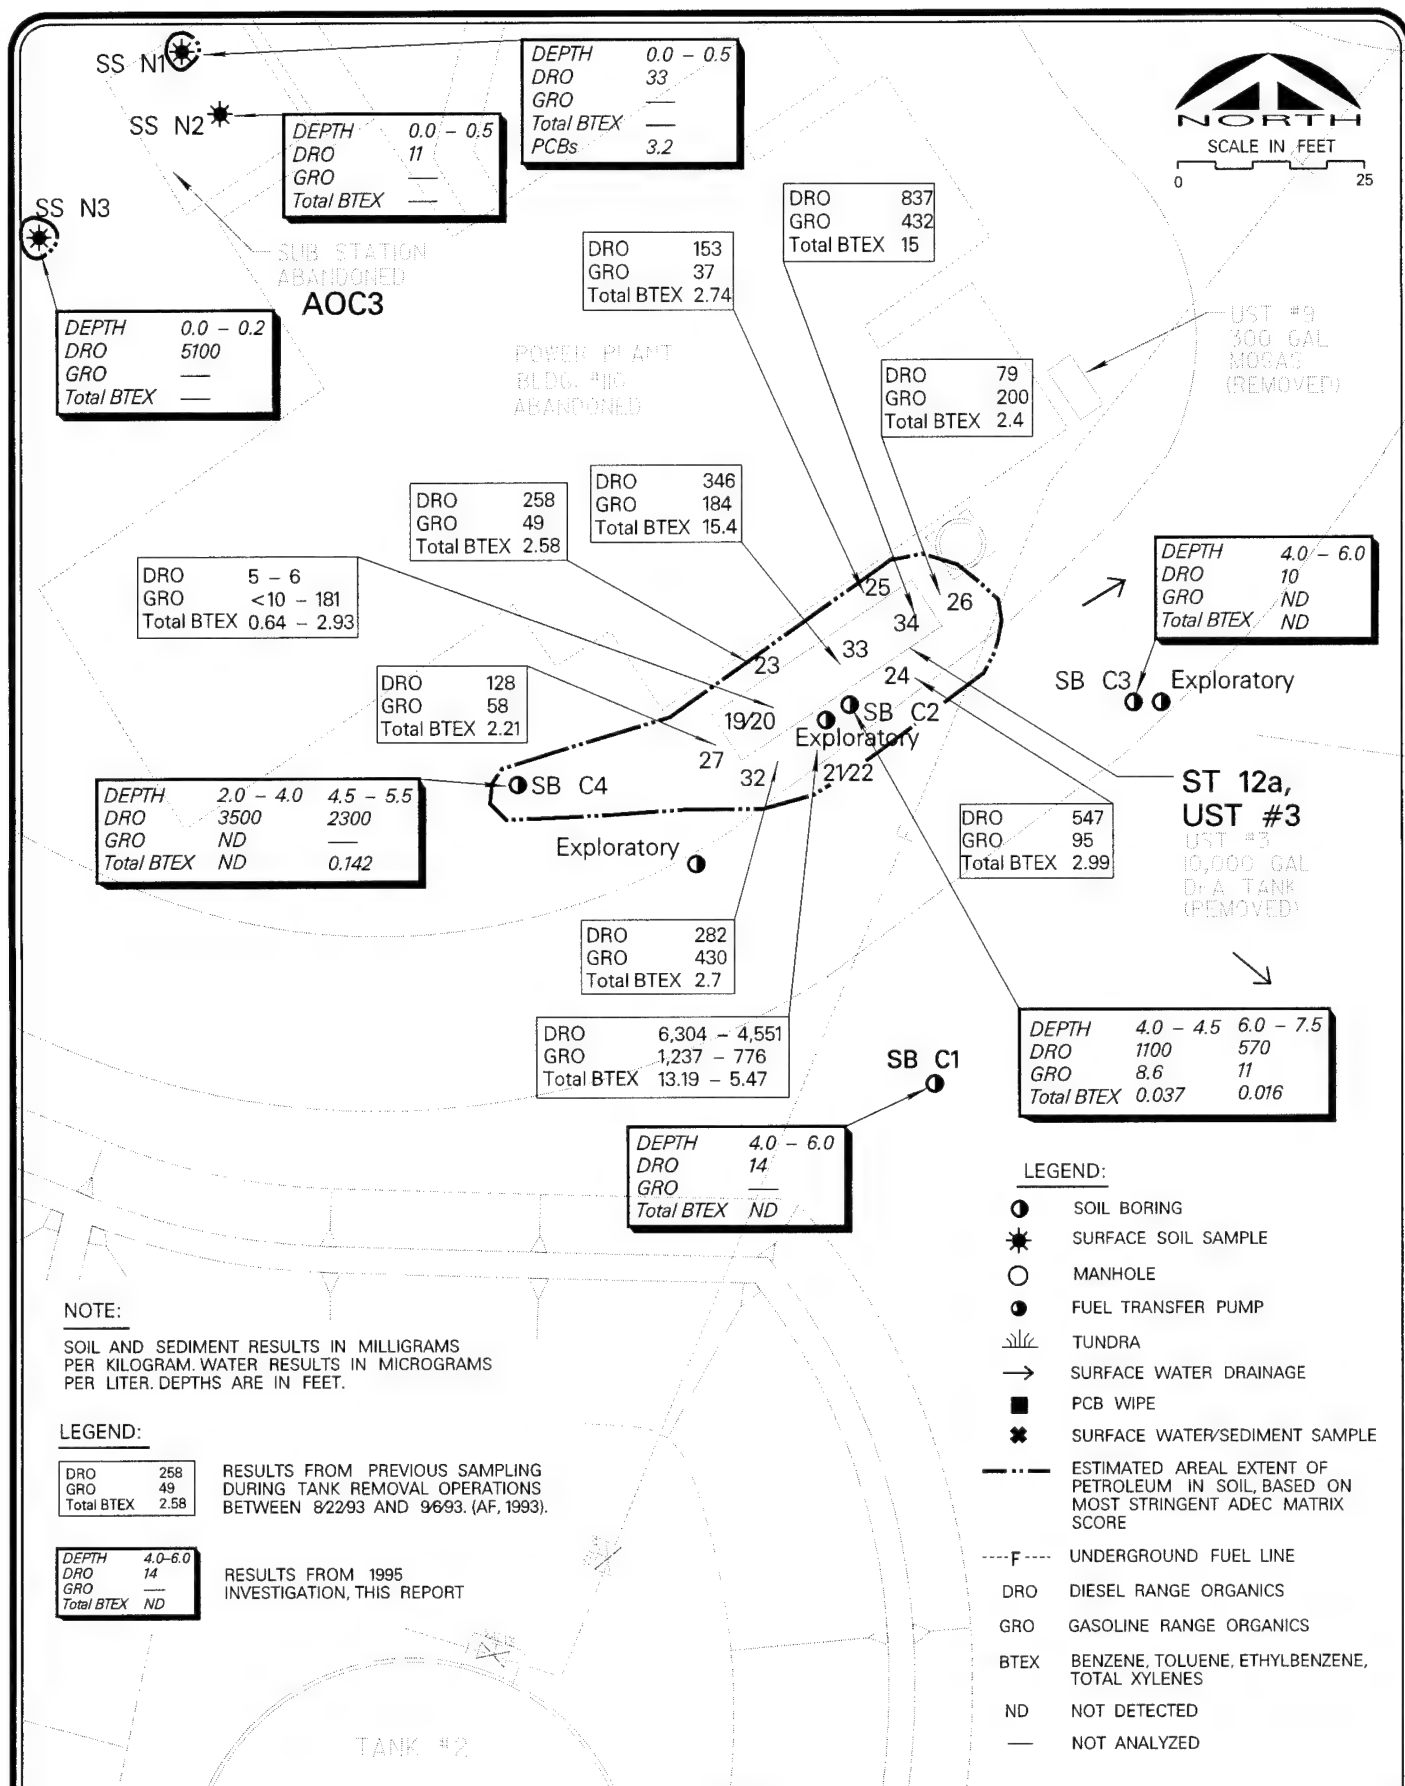 SS N1
DEPTH 0.0 – 0.5
DRO 33
GRO —
Total BTEX —
PCBs 3.2
NORTH
SCALE IN FEET
0 25
SS N2
DEPTH 0.0 – 0.5
DRO 11
GRO —
Total BTEX —
SS N3
SUB STATION
ABANDONED
AOC3
DEPTH 0.0 – 0.2
DRO 5100
GRO —
Total BTEX —
DRO 837
GRO 432
Total BTEX 15
DRO 153
GRO 37
Total BTEX 2.74
POWER PLANT
BLDG. #110
ABANDONED
UST #9
300 GAL
MOGAS
(REMOVED)
DRO 79
GRO 200
Total BTEX 2.4
DRO 346
GRO 184
Total BTEX 15.4
DRO 258
GRO 49
Total BTEX 2.58
DRO 5 – 6
GRO <10 – 181
Total BTEX 0.64 – 2.93
DEPTH 4.0 – 6.0
DRO 10
GRO ND
Total BTEX ND
25
26
34
33
23
24
DRO 128
GRO 58
Total BTEX 2.21
SB C3
Exploratory
19/20
SB C2
Exploratory
27
32
21/22
SB C4
DEPTH 2.0 – 4.0 4.5 – 5.5
DRO 3500 2300
GRO ND —
Total BTEX ND 0.142
ST 12a,
UST #3
UST #3
10,000 GAL
DFA TANK
(REMOVED)
Exploratory
DRO 547
GRO 95
Total BTEX 2.99
F
DRO 282
GRO 430
Total BTEX 2.7
DRO 6,304 – 4,551
GRO 1,237 – 776
Total BTEX 13.19 – 5.47
SB C1
DEPTH 4.0 – 4.5 6.0 – 7.5
DRO 1100 570
GRO 8.6 11
Total BTEX 0.037 0.016
DEPTH 4.0 – 6.0
DRO 14
GRO —
Total BTEX ND
LEGEND:
SOIL BORING
SURFACE SOIL SAMPLE
MANHOLE
FUEL TRANSFER PUMP
TUNDRA
SURFACE WATER DRAINAGE
PCB WIPE
SURFACE WATER/SEDIMENT SAMPLE
ESTIMATED AREAL EXTENT OF
PETROLEUM IN SOIL, BASED ON
MOST STRINGENT ADEC MATRIX
SCORE
----F---- UNDERGROUND FUEL LINE
DRO DIESEL RANGE ORGANICS
GRO GASOLINE RANGE ORGANICS
BTEX BENZENE, TOLUENE, ETHYLBENZENE,
TOTAL XYLENES
ND NOT DETECTED
— NOT ANALYZED
NOTE:
SOIL AND SEDIMENT RESULTS IN MILLIGRAMS
PER KILOGRAM. WATER RESULTS IN MICROGRAMS
PER LITER. DEPTHS ARE IN FEET.
LEGEND:
DRO 258
GRO 49
Total BTEX 2.58
RESULTS FROM PREVIOUS SAMPLING
DURING TANK REMOVAL OPERATIONS
BETWEEN 8/22/93 AND 9/6/93. (AF, 1993).
DEPTH 4.0–6.0
DRO 14
GRO —
Total BTEX ND
RESULTS FROM 1995
INVESTIGATION, THIS REPORT
TANK #2